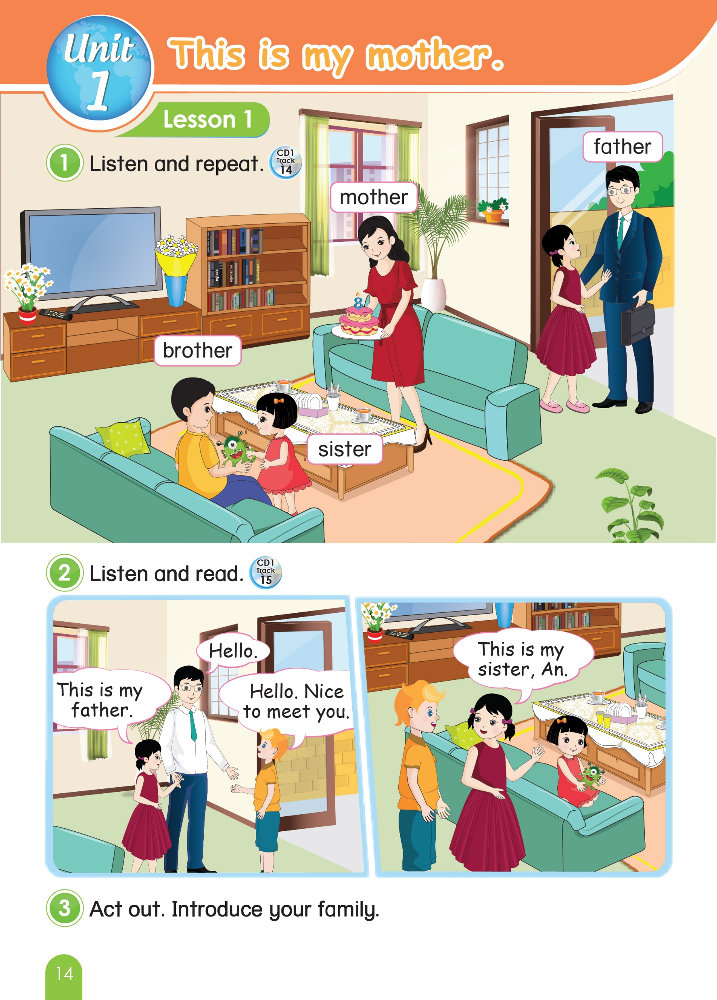 Unit
1
This is my mother.
Lesson 1
1 Listen and repeat.
CD1
Track
14
father
mother
brother
sister
2 Listen and read.
CD1
Track
15
Hello.
This is my
father.
Hello. Nice
to meet you.
This is my
sister, An.
8
3 Act out. Introduce your family.
14